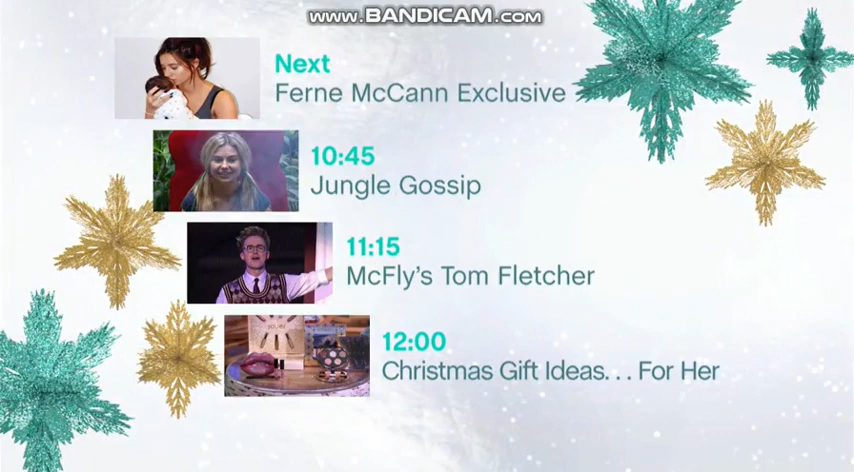 www.BANDICAM.com
Next
Ferne McCann Exclusive
10:45
Jungle Gossip
11:15
McFly's Tom Fletcher
12:00
Christmas Gift Ideas... For Her